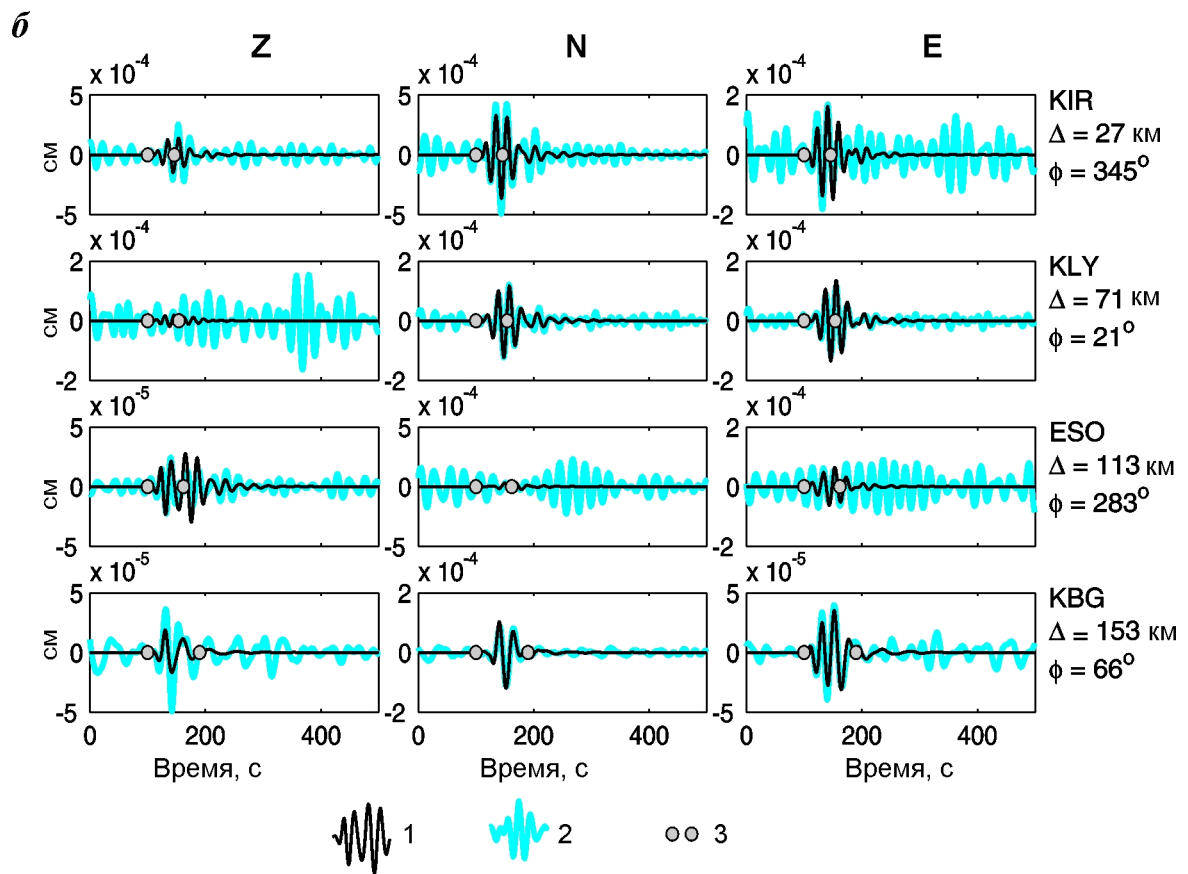 б
Z N E
x 10-4 x 10-4 x 10-4
5 5 2
0 0 0
-5 -5 -2
см
KIR
Δ = 27 км
ϕ = 345o
x 10-4 x 10-4 x 10-4
2 2 2
0 0 0
-2 -2 -2
см
KLY
Δ = 71 км
ϕ = 21o
x 10-5 x 10-4 x 10-4
5 5 2
0 0 0
-5 -5 2
см
ESO
Δ = 113 км
ϕ = 283o
x 10-5 x 10-4 x 10-5
5 2 5
0 0 0
-5 -2 -5
см
KBG
Δ = 153 км
ϕ = 66o
0 200 400 0 200 400 0 200 400
Время, с Время, с Время, с
1 2 3